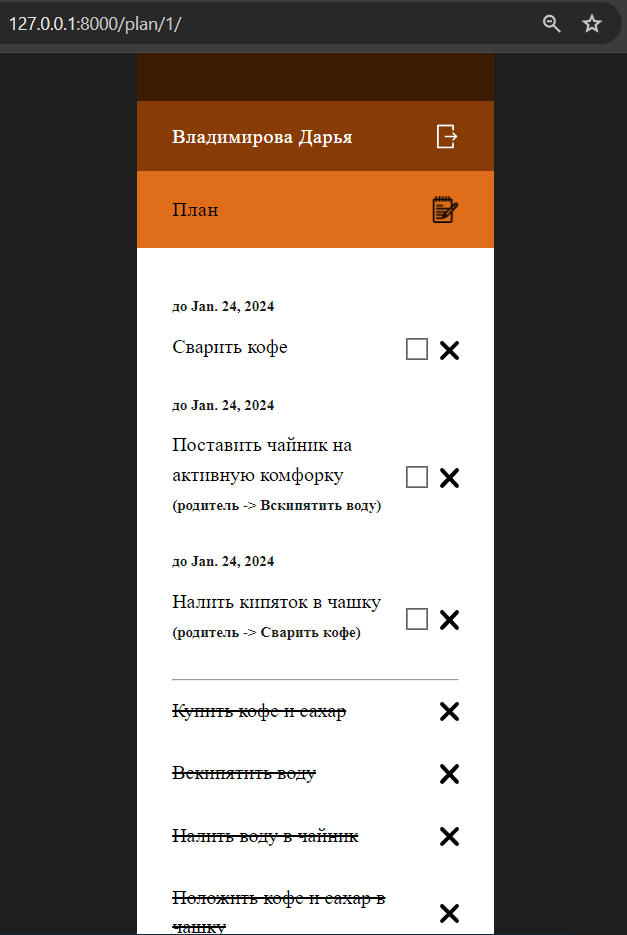 127.0.0.1:8000/plan/1/
Владимирова Дарья
План
до Jan. 24, 2024
Сварить кофе
до Jan. 24, 2024
Поставить чайник на
активную комфорку
(родитель -> Вскипятить воду)
до Jan. 24, 2024
Налить кипяток в чашку
(родитель -> Сварить кофе)
Купить кофе и сахар
Вскипятить воду
Налить воду в чайник
Положить кофе и сахар в
чашку